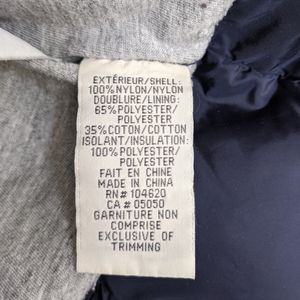 EXTÉRIEUR/SHELL:
100%NYLON/NYLON
DOUBLURE/LINING:
65%POLYESTER/
POLYESTER
35%COTON/COTTON
ISOLANT/INSULATION:
100%POLYESTER/
POLYESTER
FAIT EN CHINE
MADE IN CHINA
RN# 104620
CA # 05050
GARNITURE NON
COMPRISE
EXCLUSIVE OF
TRIMMING